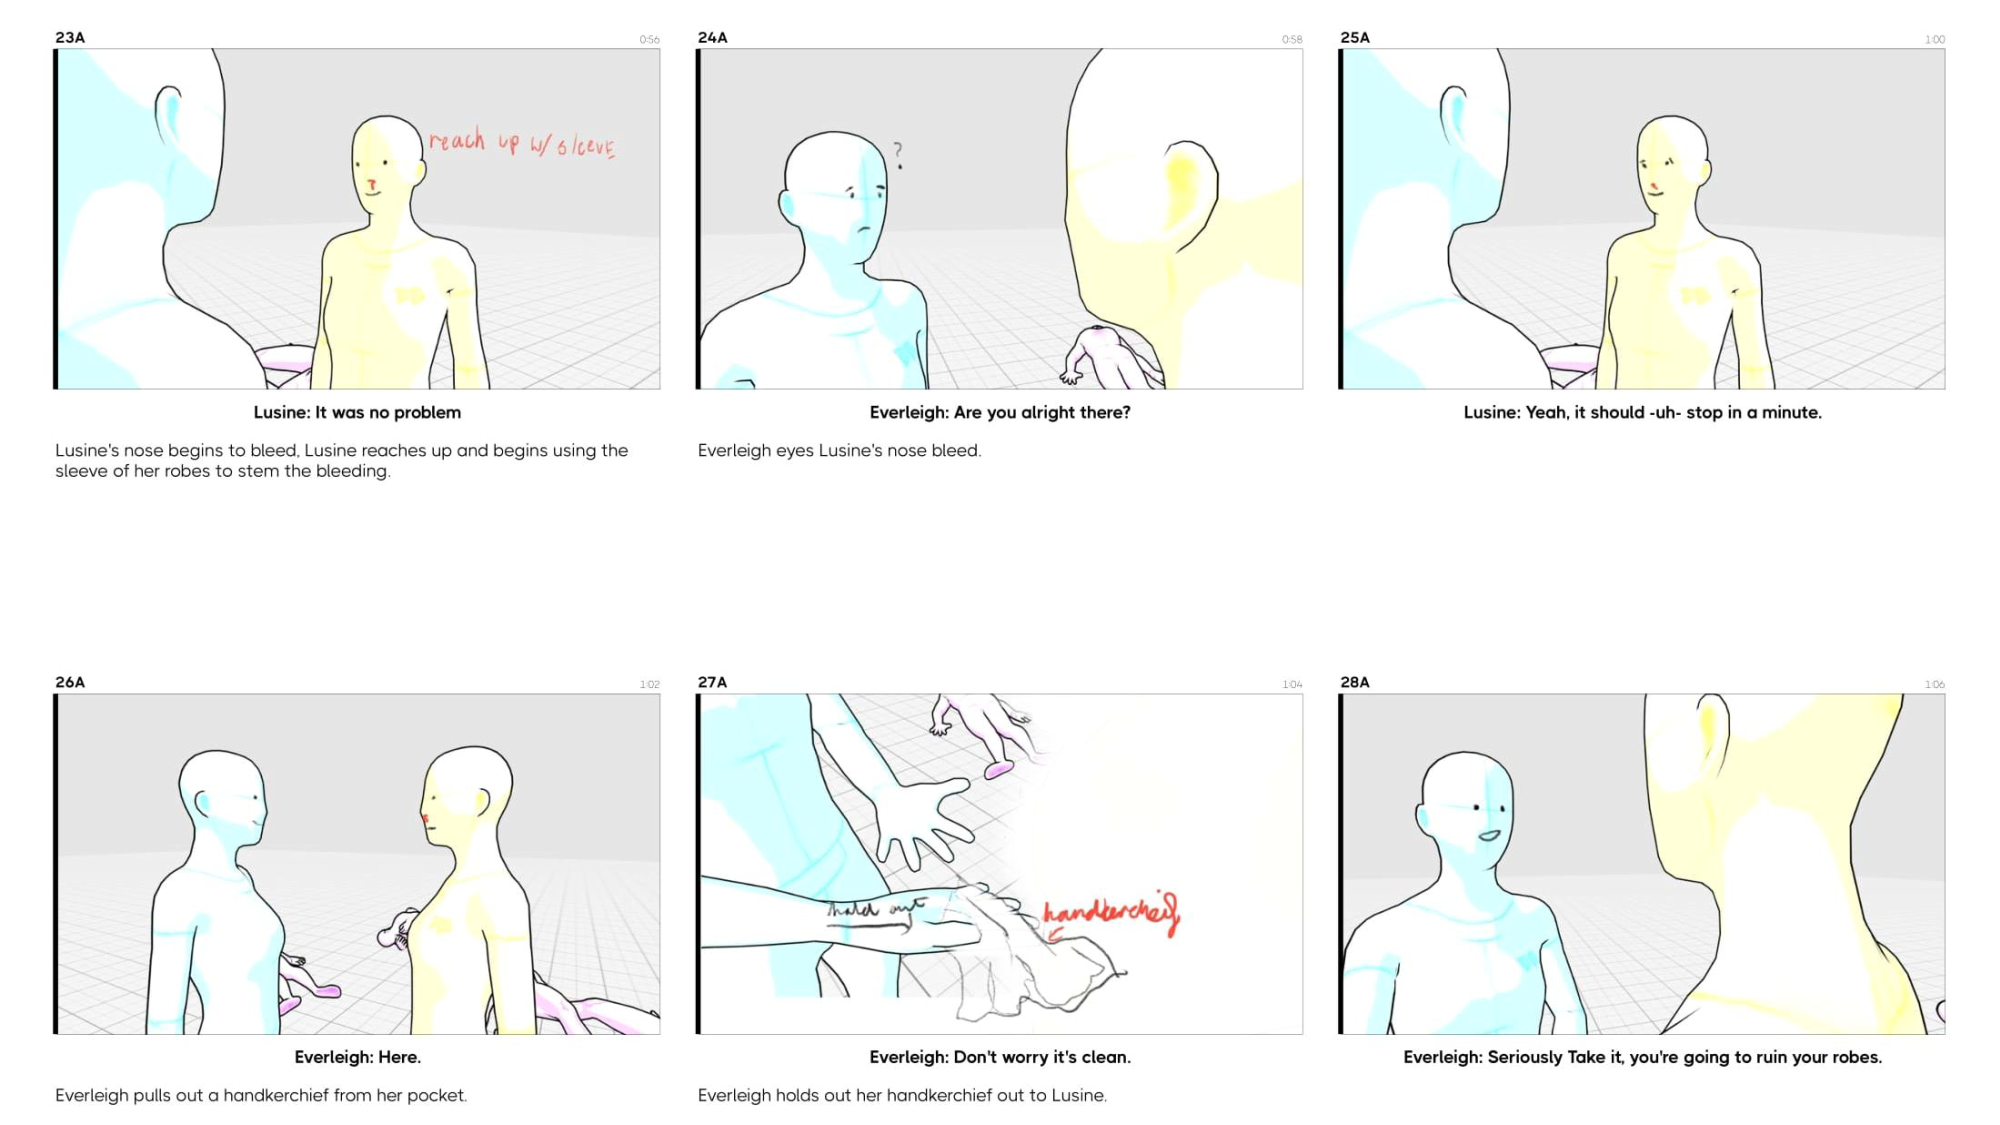 23A 0:56
reach up w/ sleeve
Lusine: It was no problem
Lusine's nose begins to bleed, Lusine reaches up and begins using the
sleeve of her robes to stem the bleeding.
24A 0:58
?
Everleigh: Are you alright there?
Everleigh eyes Lusine's nose bleed.
25A 1:00
Lusine: Yeah, it should -uh- stop in a minute.
26A 1:02
Everleigh: Here.
Everleigh pulls out a handkerchief from her pocket.
27A 1:04
hold out
handkercheif
Everleigh: Don't worry it's clean.
Everleigh holds out her handkerchief out to Lusine.
28A 1:06
Everleigh: Seriously Take it, you're going to ruin your robes.